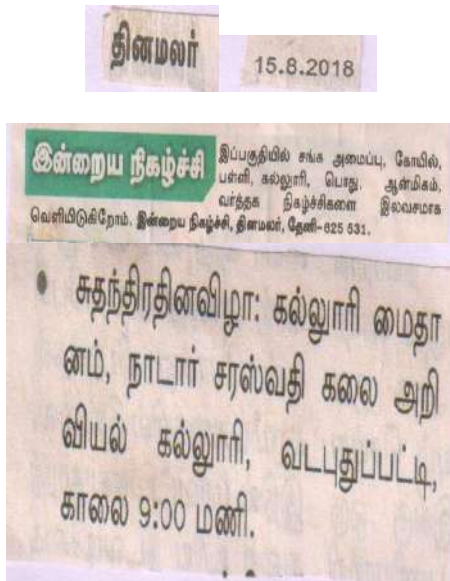 தினமலர்
15.8.2018
இன்றைய நிகழ்ச்சி
இப்பகுதியில் சங்க அமைப்பு, கோயில்,
பள்ளி, கல்லூரி, பொது, ஆன்மிகம்,
வர்த்தக நிகழ்ச்சிகளை இலவசமாக
வெளியிடுகிறோம். இன்றைய நிகழ்ச்சி, தினமலர், தேனி-625 531.
• சுதந்திரதினவிழா: கல்லூரி மைதா
னம், நாடார் சரஸ்வதி கலை அறி
வியல் கல்லூரி, வடபுதுப்பட்டி,
காலை 9:00 மணி.